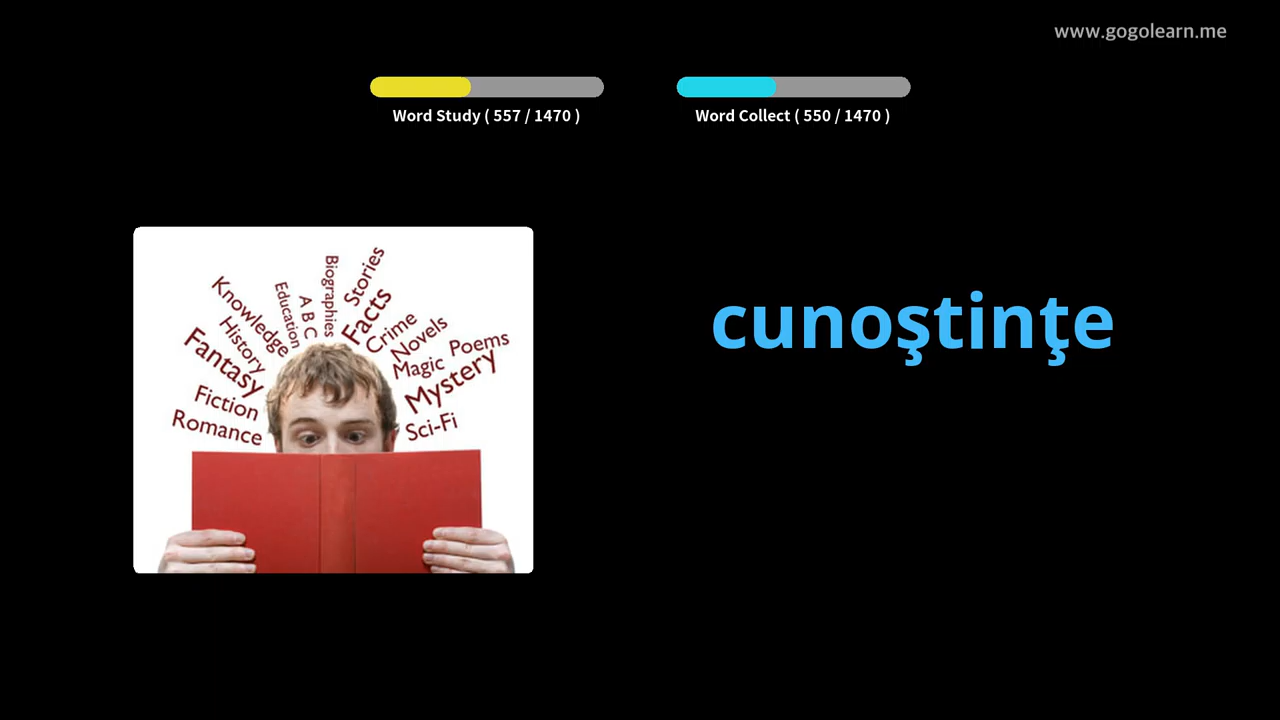 www.gogolearn.me
Word Study ( 557 / 1470 )
Word Collect ( 550 / 1470 )
cunoştinţe
Knowledge
History
Fantasy
Fiction
Romance
Education
A B C
Biographies
Stories
Facts
Crime
Novels
Magic
Poems
Mystery
Sci-Fi